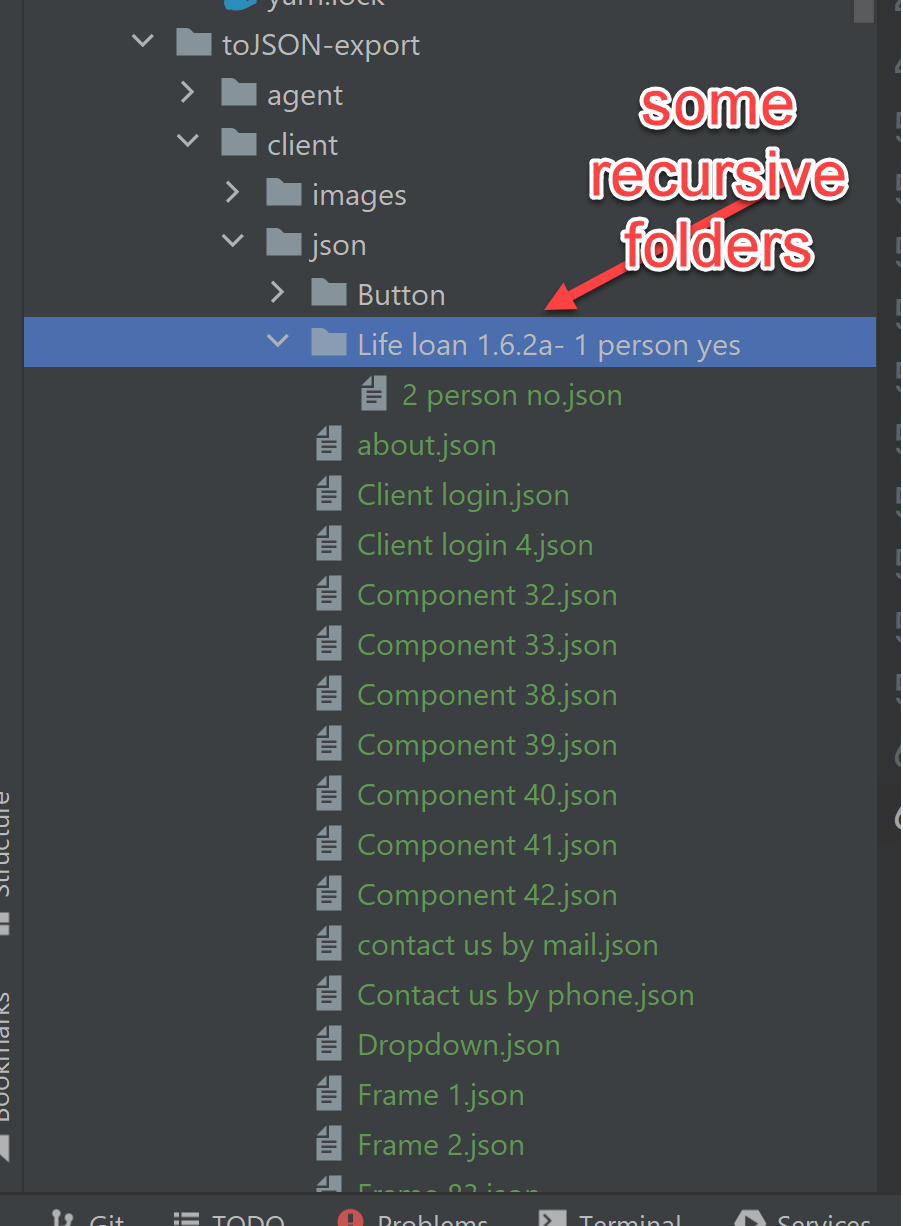 yarn.lock
toJSON-export
agent
some
client
recursive
images
folders
json
Button
Life loan 1.6.2a- 1 person yes
2 person no.json
about.json
Client login.json
Client login 4.json
Component 32.json
Component 33.json
Component 38.json
Component 39.json
Component 40.json
Component 41.json
Component 42.json
contact us by mail.json
Contact us by phone.json
Dropdown.json
Frame 1.json
Frame 2.json
Frame 83.json
Structure
Bookmarks
Git TODO Problems Terminal Services